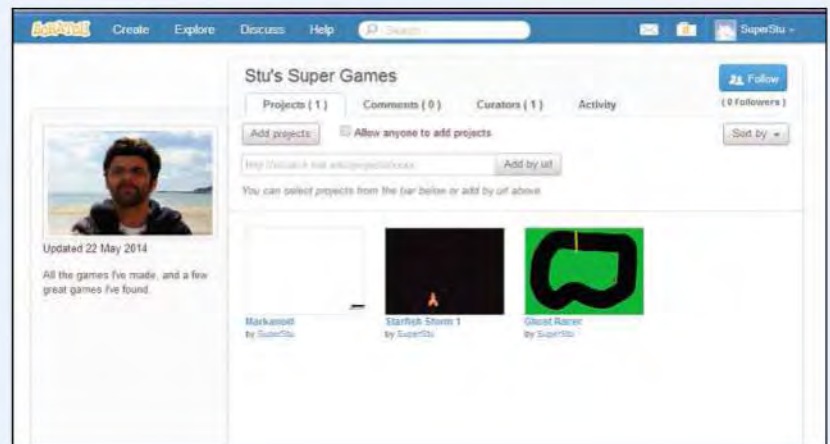 SCRATCH Create Explore Discuss Help Search SuperStu
Stu's Super Games
Follow
Projects ( 1 ) Comments ( 0 ) Curators ( 1 ) Activity
( 0 Followers )
Add projects Allow anyone to add projects
Sort by
Add by url
You can select projects from the bar below or add by url above.
Updated 22 May 2014
All the games I've made, and a few
great games I've found.
Starfish Storm 1
Ghost Racer
by SuperStu
by SuperStu
by SuperStu